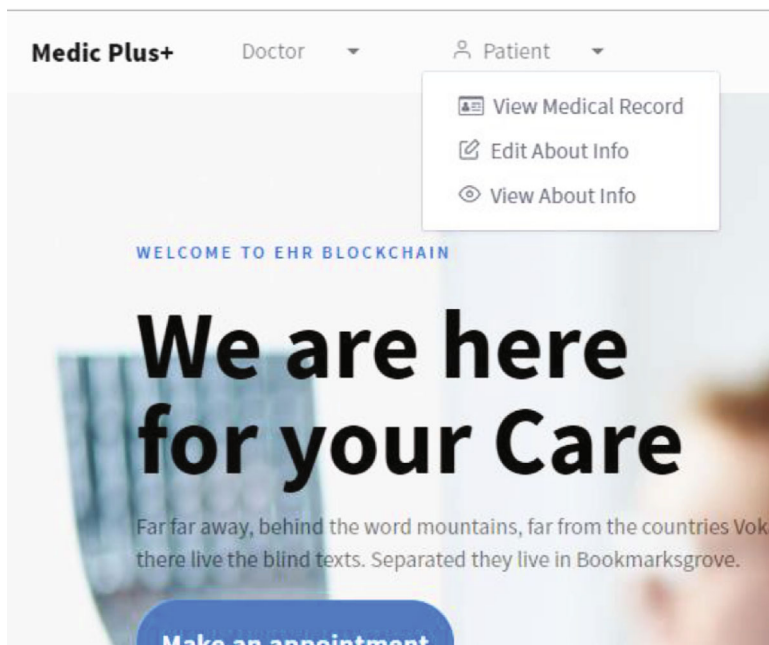 Medic Plus+ Doctor Patient
View Medical Record
Edit About Info
View About Info
WELCOME TO EHR BLOCKCHAIN
We are here
for your Care
Far far away, behind the word mountains, far from the countries
there live the blind texts. Separated they live in Bookmarksgrove.
Make an appointment